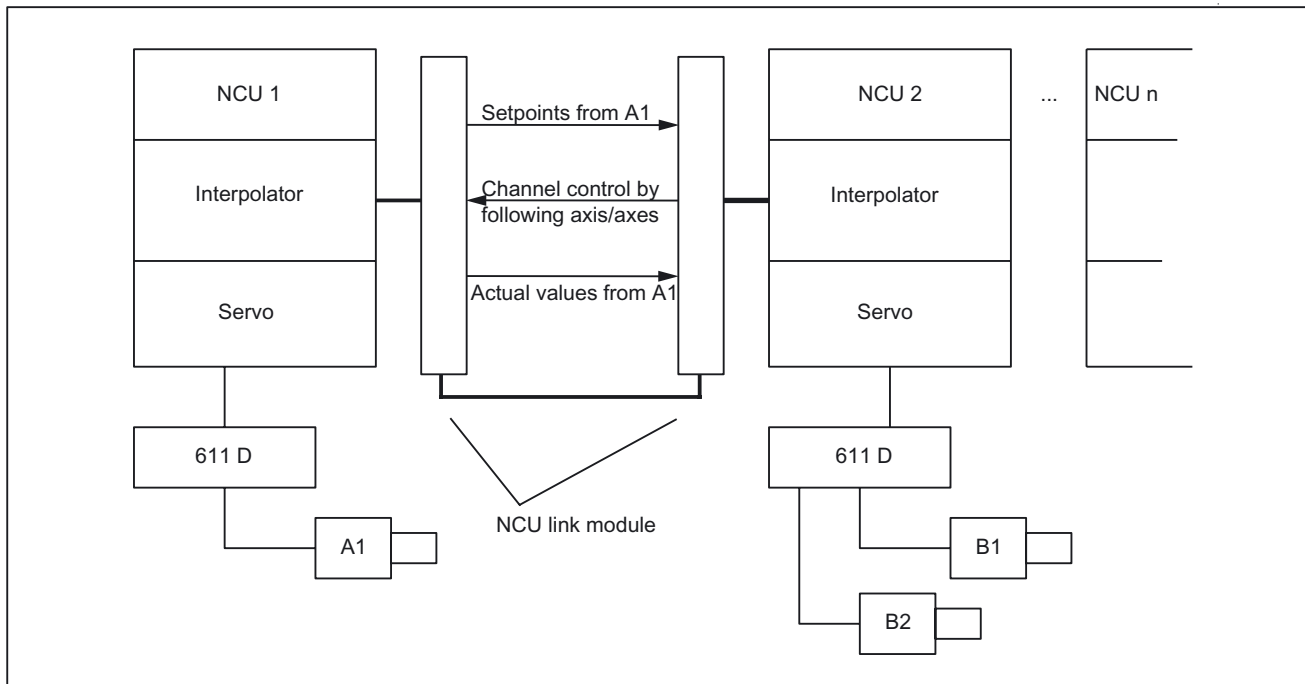 NCU 1
NCU 2
...
NCU n
Setpoints from A1
Interpolator
Channel control by
following axis/axes
Interpolator
Actual values from A1
Servo
Servo
611 D
611 D
NCU link module
A1
B1
B2